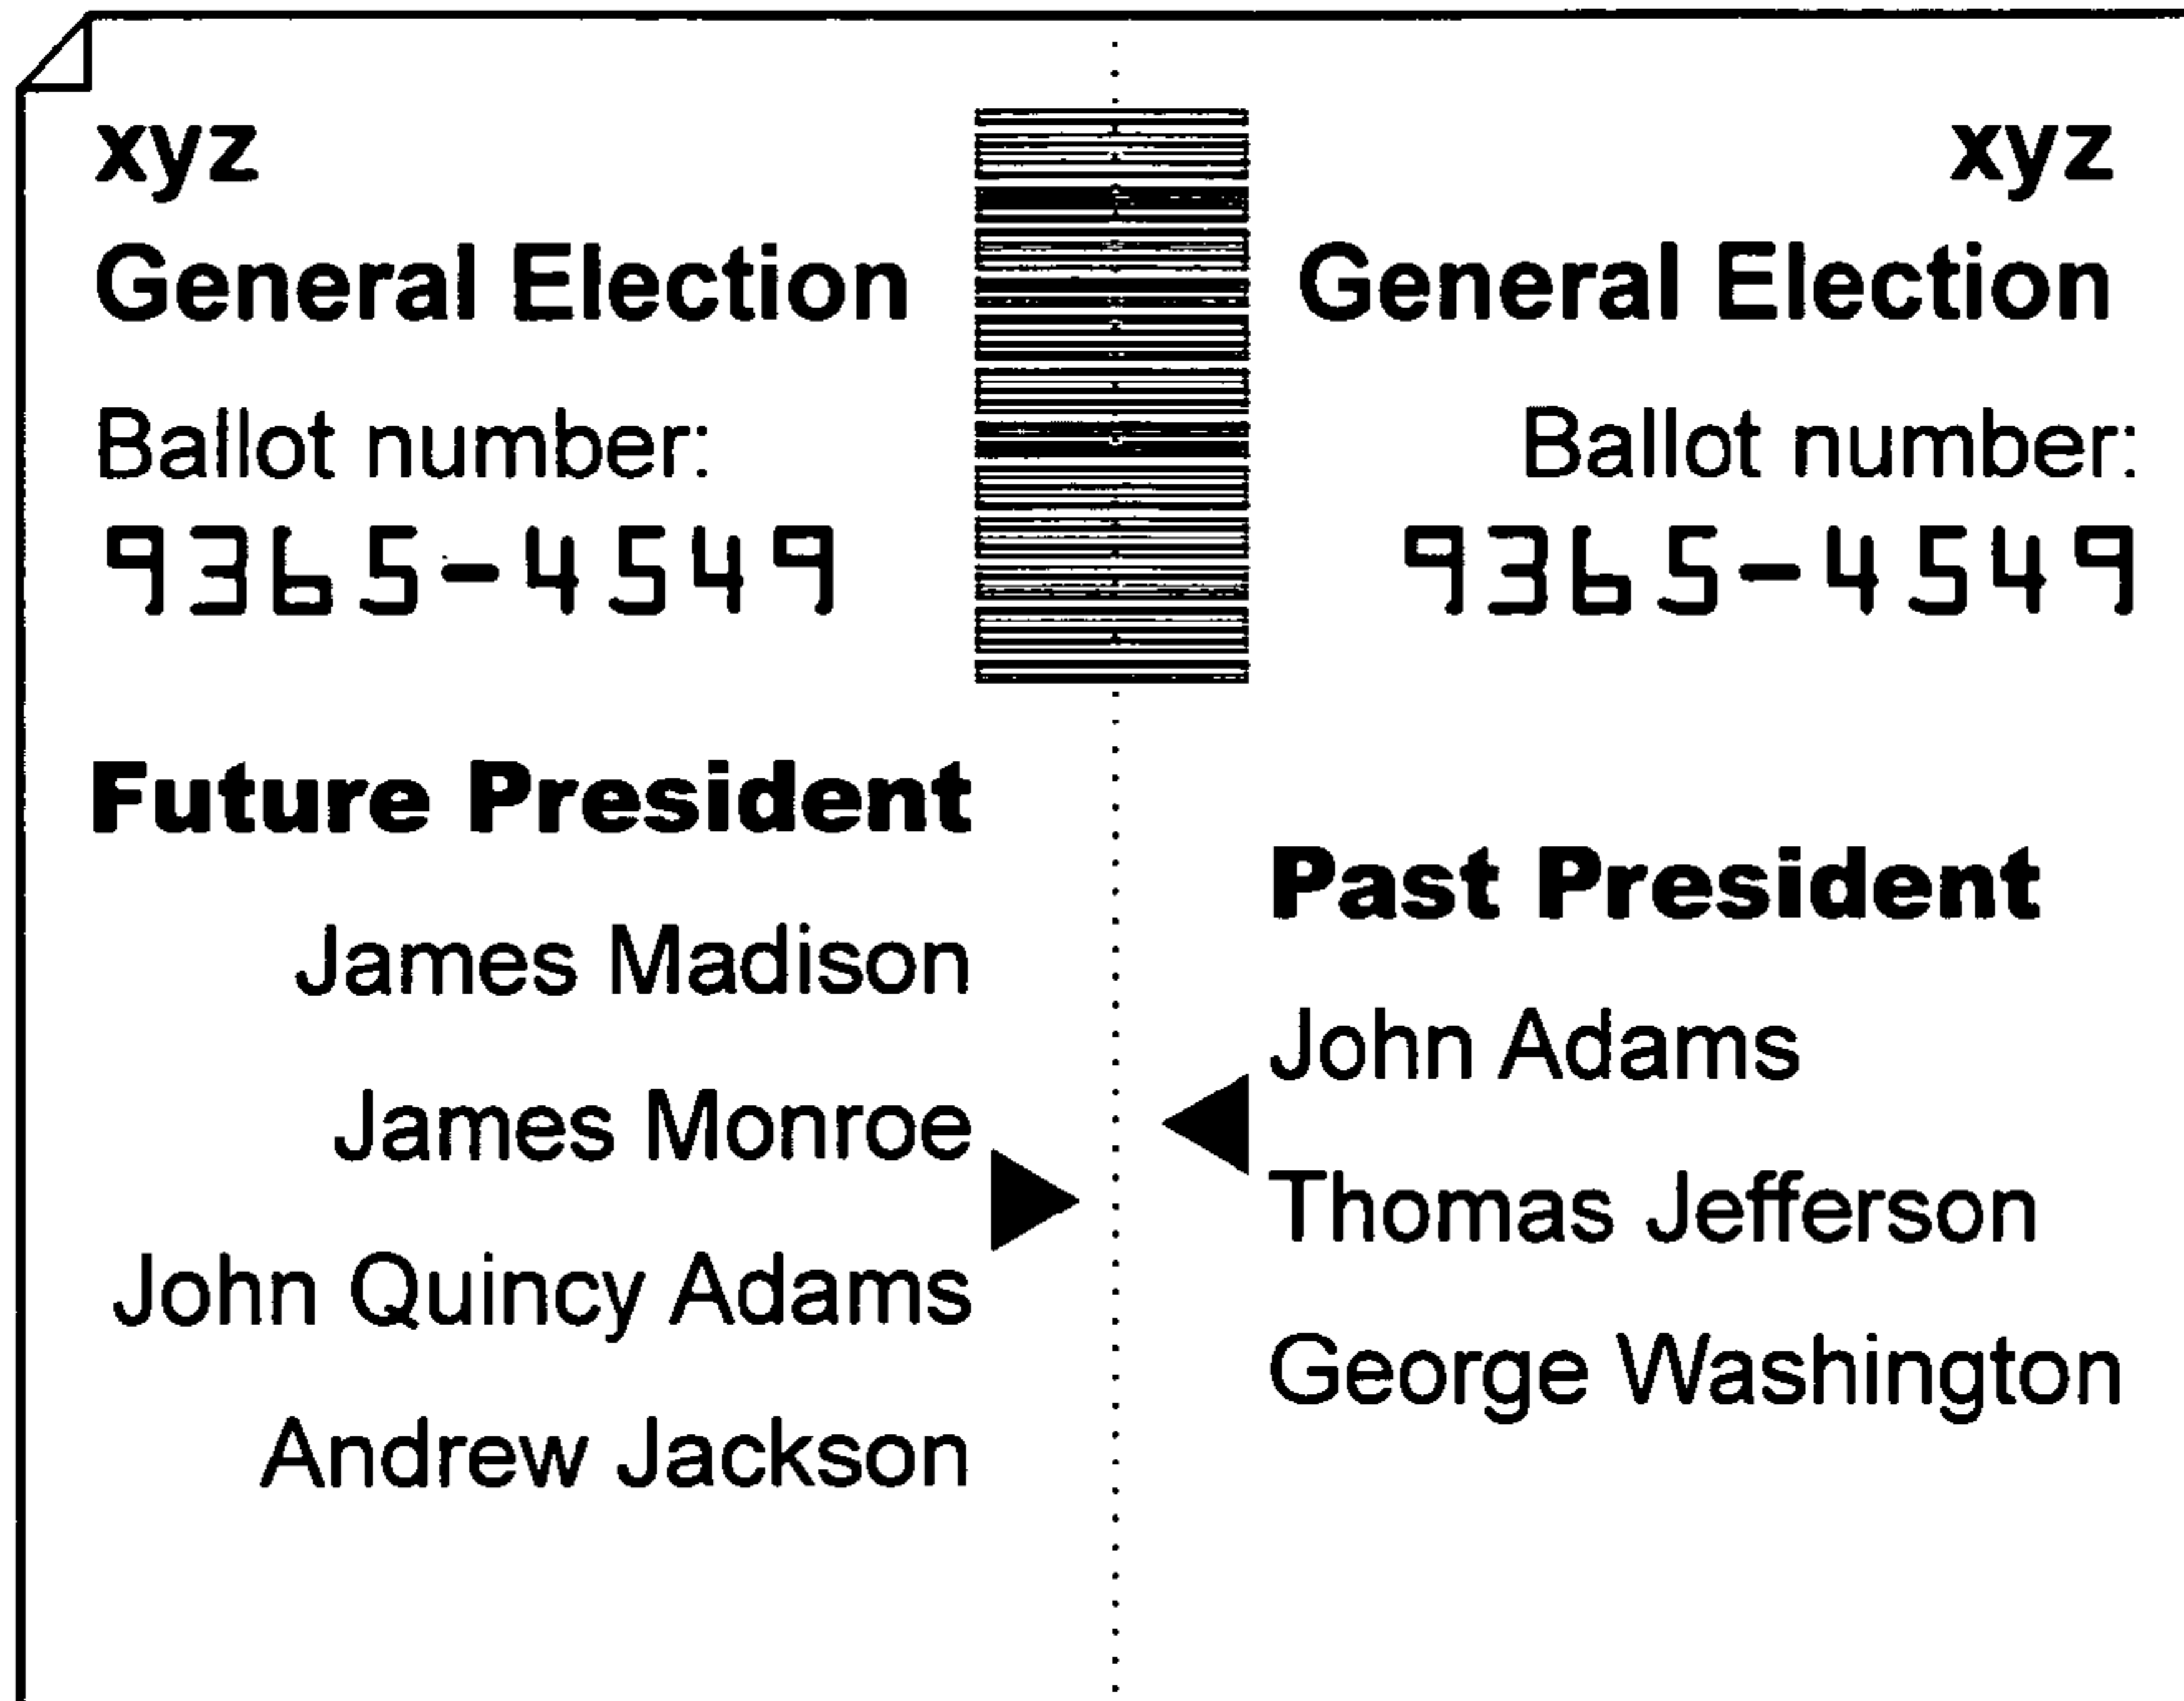 xyz
General Election
Ballot number:
9365-4549
Future President
James Madison
James Monroe
John Quincy Adams
Andrew Jackson
xyz
General Election
Ballot number:
9365-4549
Past President
John Adams
Thomas Jefferson
George Washington